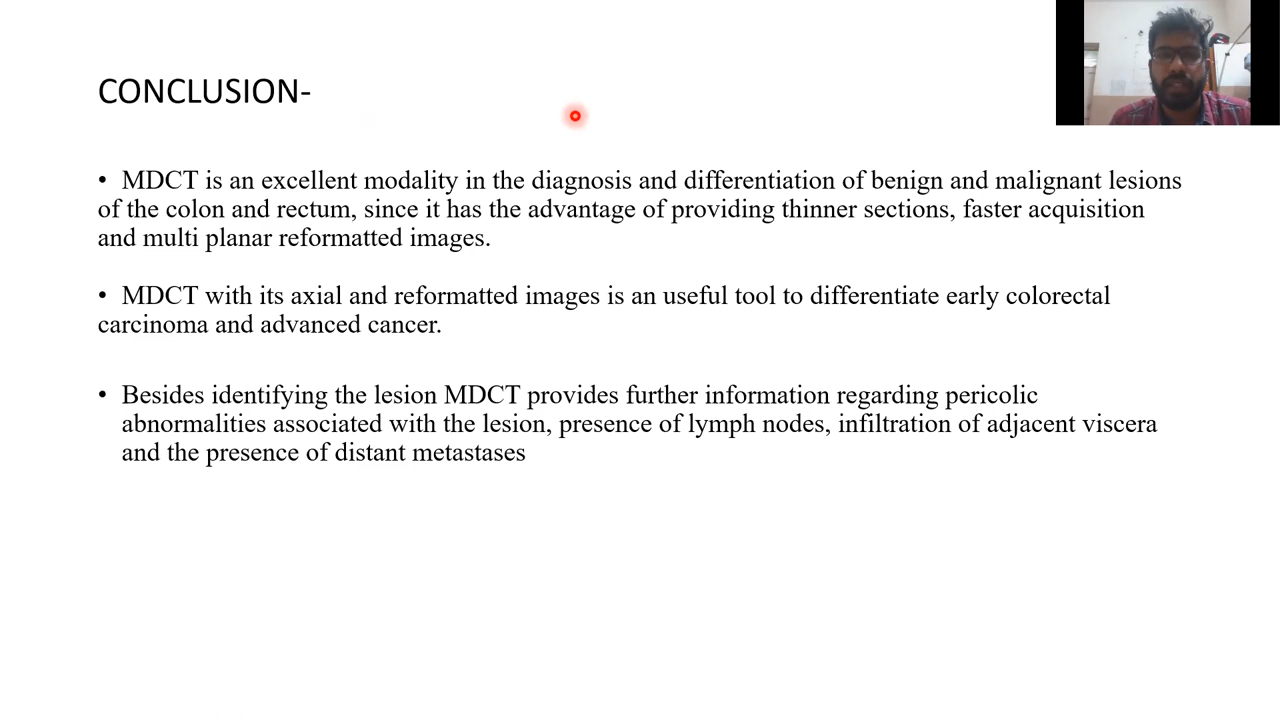 CONCLUSION-
• MDCT is an excellent modality in the diagnosis and differentiation of benign and malignant lesions
of the colon and rectum, since it has the advantage of providing thinner sections, faster acquisition
and multi planar reformatted images.
• MDCT with its axial and reformatted images is an useful tool to differentiate early colorectal
carcinoma and advanced cancer.
• Besides identifying the lesion MDCT provides further information regarding pericolic
abnormalities associated with the lesion, presence of lymph nodes, infiltration of adjacent viscera
and the presence of distant metastases